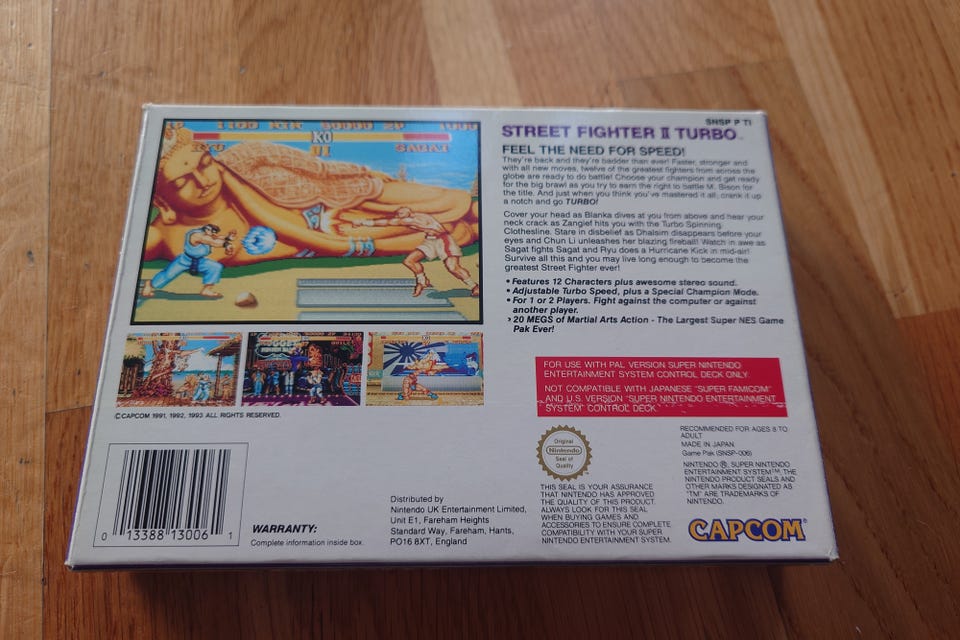 SNSP P TI
STREET FIGHTER II TURBO™
FEEL THE NEED FOR SPEED!
They're back and they're badder than ever! Faster, stronger and
with all new moves, twelve of the greatest fighters from across the
globe are ready to do battle! Choose your champion and get ready
for the big brawl as you try to earn the right to battle M. Bison for
the title. And just when you think you've mastered it all, crank it up
a notch and go TURBO!
Cover your head as Blanka dives at you from above and hear your
neck crack as Zangief hits you with the Turbo Spinning
Clothesline. Stare in disbelief as Dhalsim disappears before your
eyes and Chun Li unleashes her blazing fireball! Watch in awe as
Sagat fights Sagat and Ryu does a Hurricane Kick in mid-air!
Survive all this and you may live long enough to become the
greatest Street Fighter ever!
• Features 12 Characters plus awesome stereo sound.
• Adjustable Turbo Speed, plus a Special Champion Mode.
• For 1 or 2 Players. Fight against the computer or against
another player.
• 20 MEGS of Martial Arts Action - The Largest Super NES Game
Pak Ever!
KO
RYU
SAGAT
©CAPCOM 1991, 1992, 1993 ALL RIGHTS RESERVED.
FOR USE WITH PAL VERSION SUPER NINTENDO
ENTERTAINMENT SYSTEM CONTROL DECK ONLY.
NOT COMPATIBLE WITH JAPANESE "SUPER FAMICOM"
AND U.S. VERSION "SUPER NINTENDO ENTERTAINMENT
SYSTEM" CONTROL DECK.
Original
Nintendo
Seal of
Quality
THIS SEAL IS YOUR ASSURANCE
THAT NINTENDO HAS APPROVED
THE QUALITY OF THIS PRODUCT.
ALWAYS LOOK FOR THIS SEAL
WHEN BUYING GAMES AND
ACCESSORIES TO ENSURE COMPLETE
COMPATIBILITY WITH YOUR SUPER
NINTENDO ENTERTAINMENT SYSTEM.
RECOMMENDED FOR AGES 8 TO
ADULT
MADE IN JAPAN
Game Pak (SNSP-006)
NINTENDO ®, SUPER NINTENDO
ENTERTAINMENT SYSTEM™, THE
NINTENDO PRODUCT SEALS AND
OTHER MARKS DESIGNATED AS
"TM" ARE TRADEMARKS OF
NINTENDO.
CAPCOM®
0 13388 13006 1
WARRANTY:
Complete information inside box.
Distributed by
Nintendo UK Entertainment Limited,
Unit E1, Fareham Heights
Standard Way, Fareham, Hants,
PO16 8XT, England